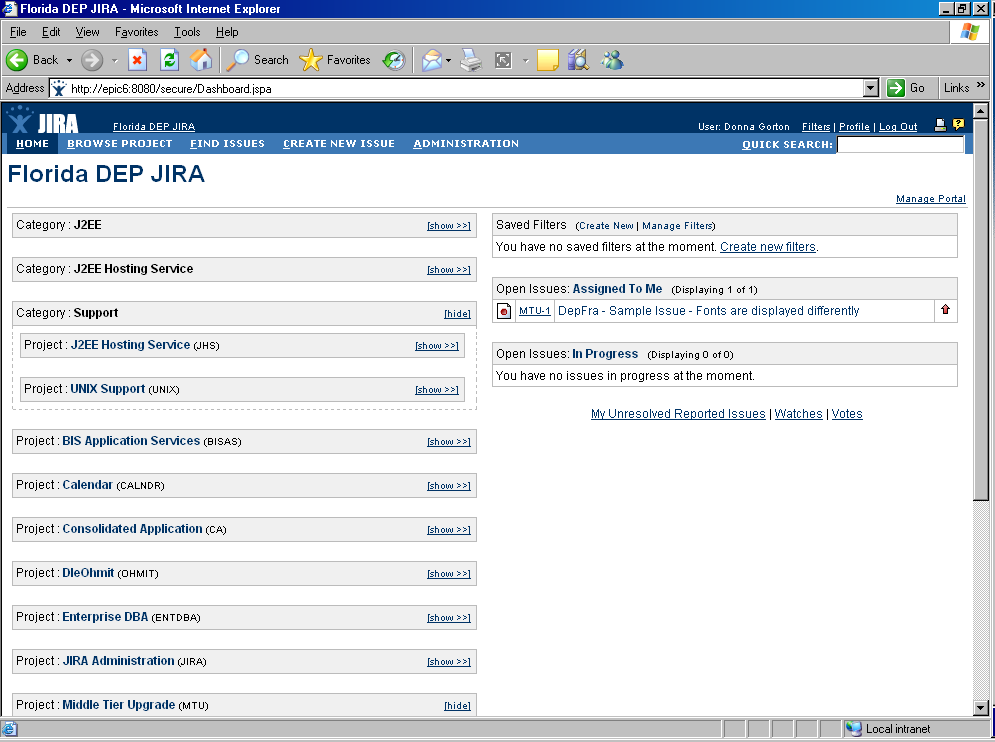 Florida DEP JIRA - Microsoft Internet Explorer
File Edit View Favorites Tools Help
Back Search Favorites
Address http://epic6:8080/secure/Dashboard.jspa Go Links »
JIRA Florida DEP JIRA User: Donna Gorton Filters | Profile | Log Out
HOME BROWSE PROJECT FIND ISSUES CREATE NEW ISSUE ADMINISTRATION QUICK SEARCH:
Florida DEP JIRA
Manage Portal
Category : J2EE [show >>]
Category : J2EE Hosting Service [show >>]
Category : Support [hide]
Project : J2EE Hosting Service (JHS) [show >>]
Project : UNIX Support (UNIX) [show >>]
Project : BIS Application Services (BISAS) [show >>]
Project : Calendar (CALNDR) [show >>]
Project : Consolidated Application (CA) [show >>]
Project : DleOhmit (OHMIT) [show >>]
Project : Enterprise DBA (ENTDBA) [show >>]
Project : JIRA Administration (JIRA) [show >>]
Project : Middle Tier Upgrade (MTU) [hide]
Saved Filters (Create New | Manage Filters)
You have no saved filters at the moment. Create new filters.
Open Issues: Assigned To Me (Displaying 1 of 1)
MTU-1 DepFra - Sample Issue - Fonts are displayed differently
Open Issues: In Progress (Displaying 0 of 0)
You have no issues in progress at the moment.
My Unresolved Reported Issues | Watches | Votes
Local intranet